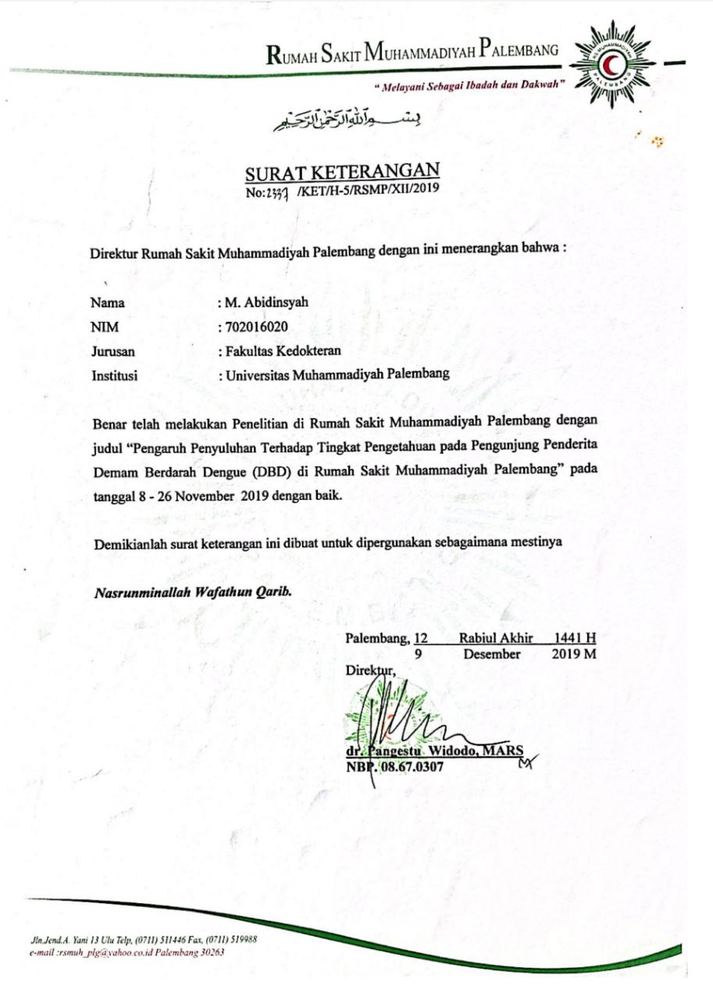 RUMAH SAKIT MUHAMMADIYAH PALEMBANG
“ Melayani Sebagai Ibadah dan Dakwah”
RS. MUHAMMADIYAH
PALEMBANG
بسم الله الرحمن الرحيم
SURAT KETERANGAN
No: /KET/H-5/RSMP/XII/2019
Direktur Rumah Sakit Muhammadiyah Palembang dengan ini menerangkan bahwa :
Nama : M. Abidinsyah
NIM : 702016020
Jurusan : Fakultas Kedokteran
Institusi : Universitas Muhammadiyah Palembang
Benar telah melakukan Penelitian di Rumah Sakit Muhammadiyah Palembang dengan
judul “Pengaruh Penyuluhan Terhadap Tingkat Pengetahuan pada Pengunjung Penderita
Demam Berdarah Dengue (DBD) di Rumah Sakit Muhammadiyah Palembang” pada
tanggal 8 - 26 November 2019 dengan baik.
Demikianlah surat keterangan ini dibuat untuk dipergunakan sebagaimana mestinya
Nasrunminallah Wafathun Qarib.
Palembang, 12 Rabiul Akhir 1441 H
9 Desember 2019 M
Direktur,
dr. Pangestu Widodo, MARS
NBP. 08.67.0307
Jln.Jend.A. Yani 13 Ulu Telp, (0711) 511446 Fax, (0711) 519988
e-mail :rsmuh_plg@yahoo.co.id Palembang 30263